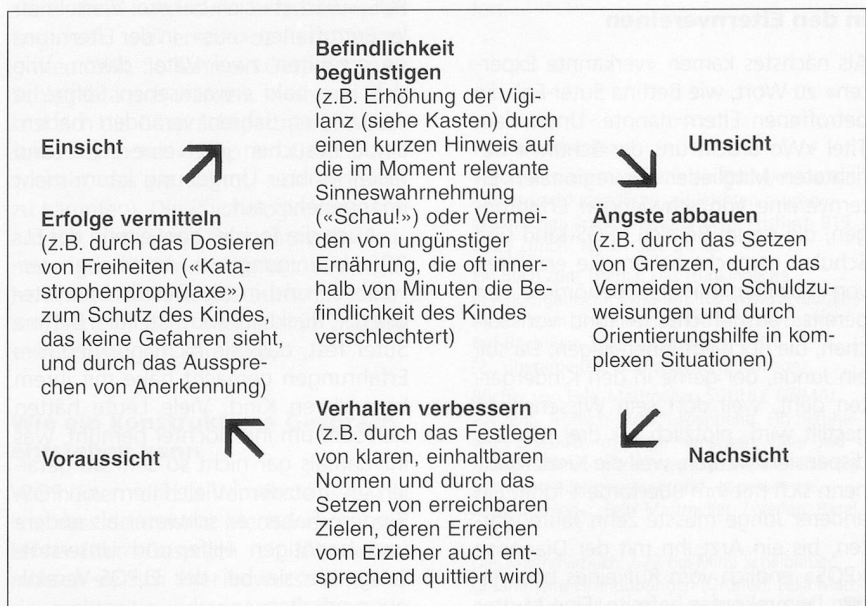 Befindlichkeit
begünstigen
(z.B. Erhöhung der Vigi-
lanz (siehe Kasten) durch
einen kurzen Hinweis auf
die im Moment relevante
Sinneswahrnehmung
(«Schau!») oder Vermei-
den von ungünstiger
Ernährung, die oft inner-
halb von Minuten die Be-
findlichkeit des Kindes
verschlechtert)
Umsicht
Ängste abbauen
(z.B. durch das Setzen
von Grenzen, durch das
Vermeiden von Schuldzu-
weisungen und durch
Orientierungshilfe in kom-
plexen Situationen)
Nachsicht
Verhalten verbessern
(z.B. durch das Festlegen
von klaren, einhaltbaren
Normen und durch das
Setzen von erreichbaren
Zielen, deren Erreichen
vom Erzieher auch ent-
sprechend quittiert wird)
Voraussicht
Erfolge vermitteln
(z.B. durch das Dosieren
von Freiheiten («Kata-
strophenprophylaxe»)
zum Schutz des Kindes,
das keine Gefahren sieht,
und durch das Ausspre-
chen von Anerkennung)
Einsicht